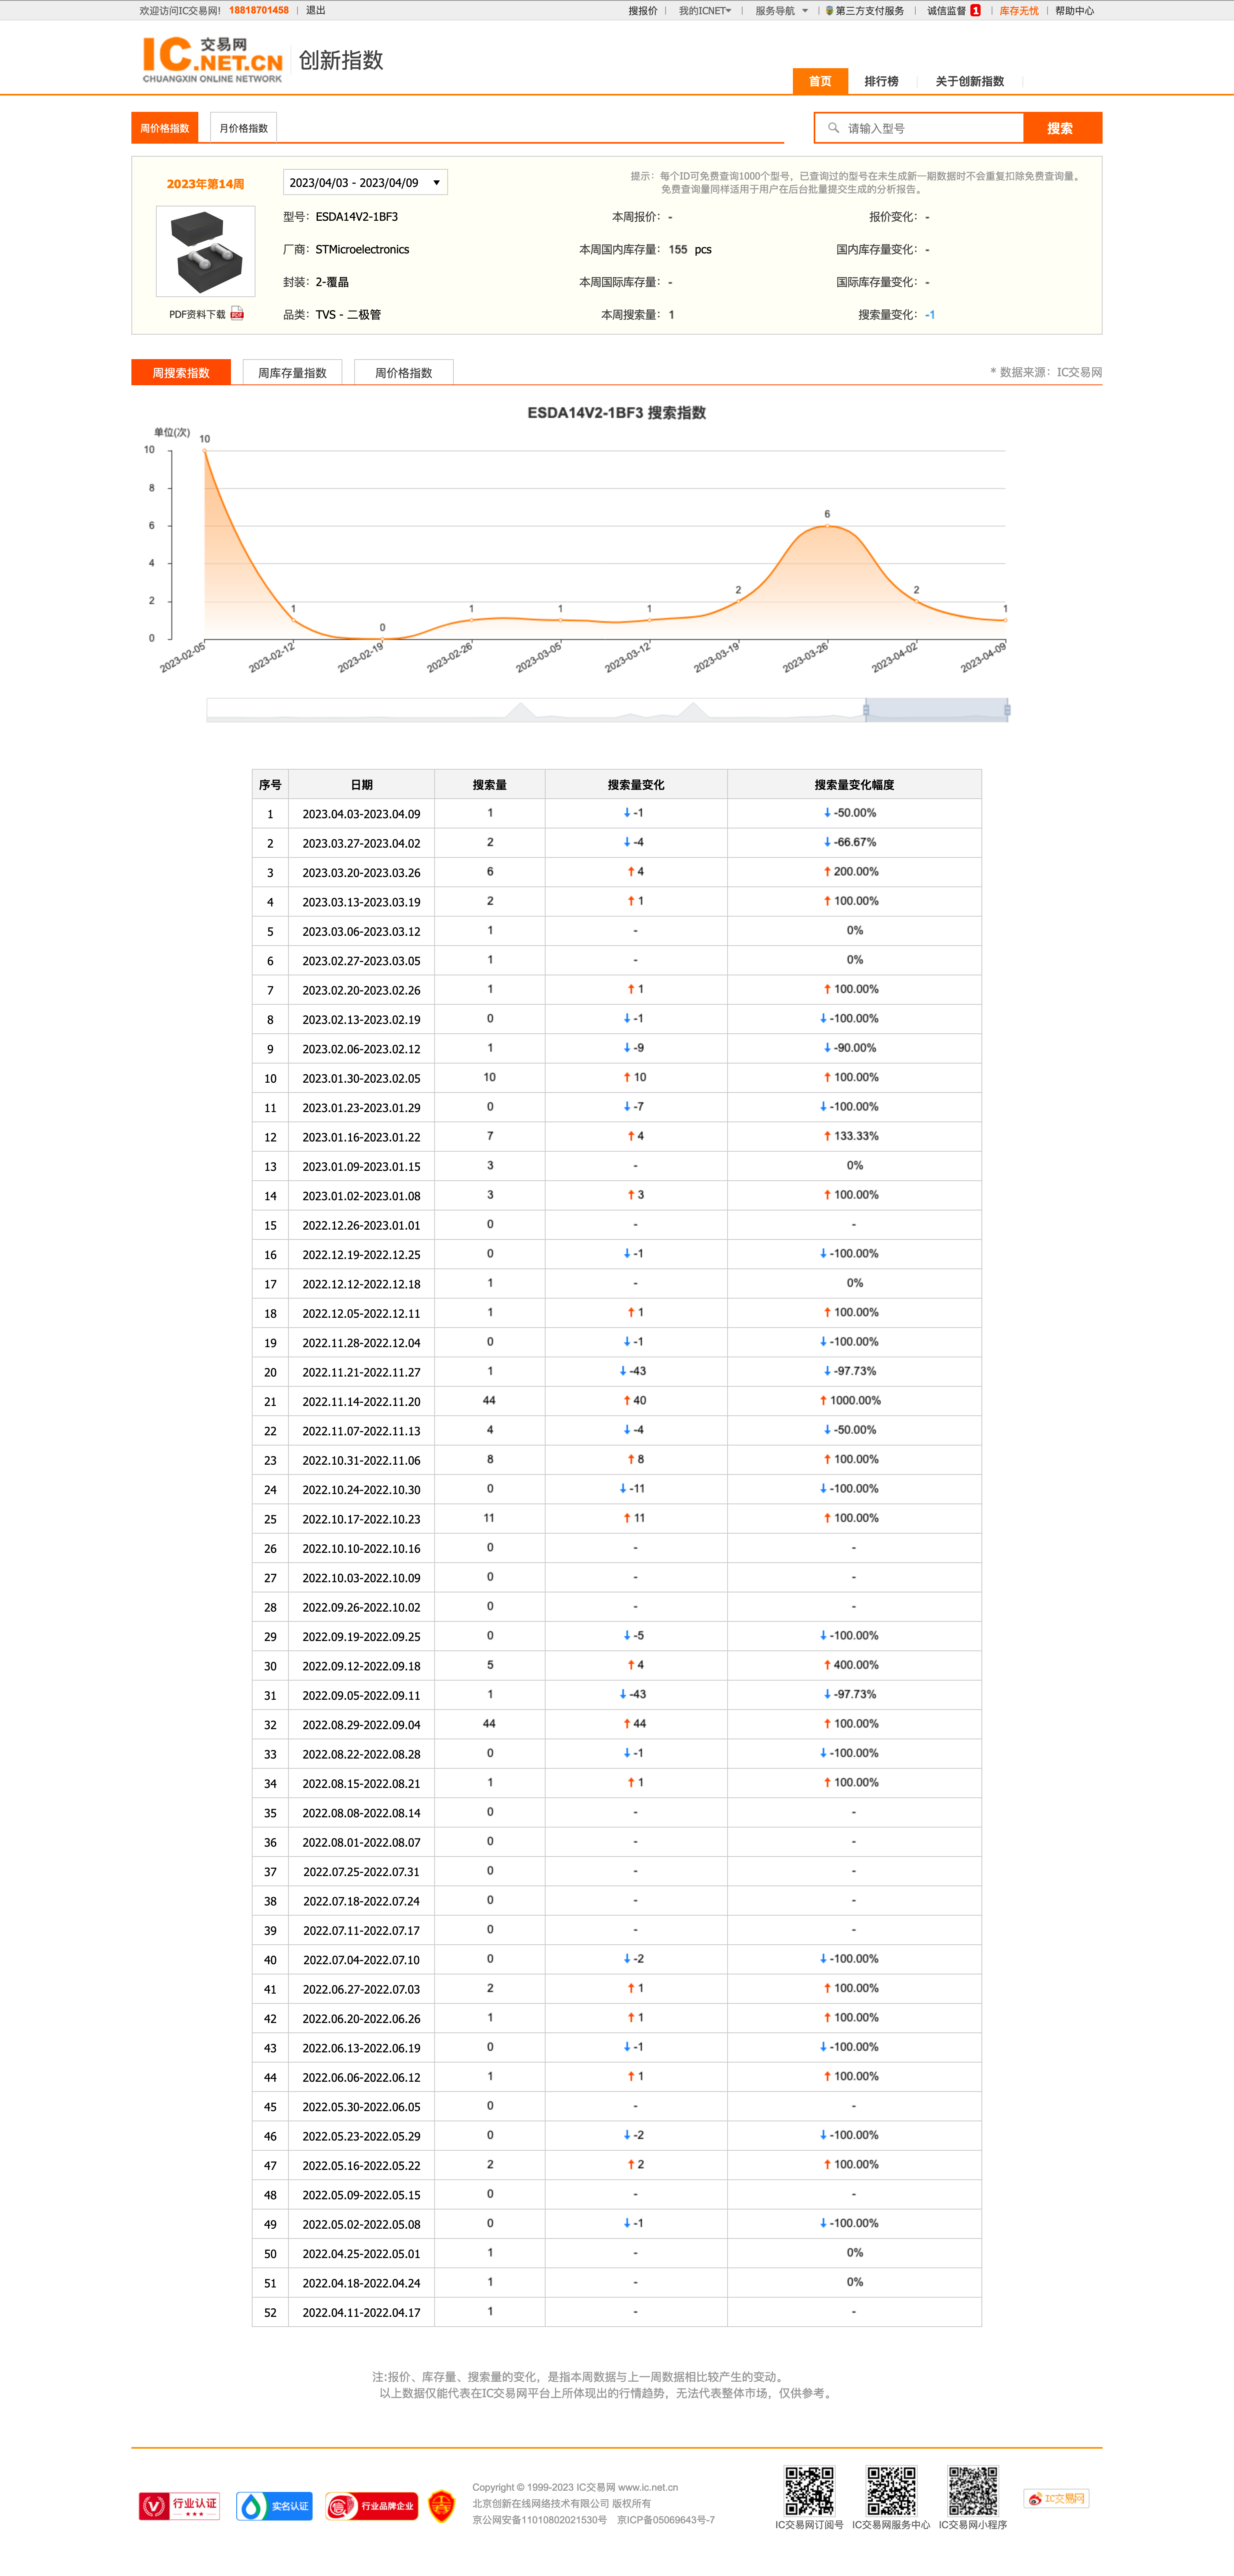 欢迎访问IC交易网! 18818701458 | 退出 搜报价 | 我的ICNET | 服务导航 | 第三方支付服务 | 诚信监督 1 | 库存无忧 | 帮助中心
IC 交易网 .NET.CN CHUANGXIN ONLINE NETWORK 创新指数
首页 排行榜 关于创新指数
周价格指数 月价格指数 请输入型号 搜索
2023年第14周 2023/04/03 - 2023/04/09 提示：每个ID可免费查询1000个型号，已查询过的型号在未生成新一期数据时不会重复扣除免费查询量。
免费查询量同样适用于用户在后台批量提交生成的分析报告。
型号：ESDA14V2-1BF3 本周报价：- 报价变化：-
厂商：STMicroelectronics 本周国内库存量：155 pcs 国内库存量变化：-
封装：2-覆晶 本周国际库存量：- 国际库存量变化：-
PDF资料下载 PDF 品类：TVS - 二极管 本周搜索量：1 搜索量变化：-1
周搜索指数 周库存量指数 周价格指数 * 数据来源：IC交易网
ESDA14V2-1BF3 搜索指数
单位(次)
10 8 6 4 2 0
10 1 0 1 1 1 2 6 2 1
2023-02-05 2023-02-12 2023-02-19 2023-02-26 2023-03-05 2023-03-12 2023-03-19 2023-03-26 2023-04-02 2023-04-09
序号 日期 搜索量 搜索量变化 搜索量变化幅度
1 2023.04.03-2023.04.09 1 ↓-1 ↓-50.00%
2 2023.03.27-2023.04.02 2 ↓-4 ↓-66.67%
3 2023.03.20-2023.03.26 6 ↑4 ↑200.00%
4 2023.03.13-2023.03.19 2 ↑1 ↑100.00%
5 2023.03.06-2023.03.12 1 - 0%
6 2023.02.27-2023.03.05 1 - 0%
7 2023.02.20-2023.02.26 1 ↑1 ↑100.00%
8 2023.02.13-2023.02.19 0 ↓-1 ↓-100.00%
9 2023.02.06-2023.02.12 1 ↓-9 ↓-90.00%
10 2023.01.30-2023.02.05 10 ↑10 ↑100.00%
11 2023.01.23-2023.01.29 0 ↓-7 ↓-100.00%
12 2023.01.16-2023.01.22 7 ↑4 ↑133.33%
13 2023.01.09-2023.01.15 3 - 0%
14 2023.01.02-2023.01.08 3 ↑3 ↑100.00%
15 2022.12.26-2023.01.01 0 - -
16 2022.12.19-2022.12.25 0 ↓-1 ↓-100.00%
17 2022.12.12-2022.12.18 1 - 0%
18 2022.12.05-2022.12.11 1 ↑1 ↑100.00%
19 2022.11.28-2022.12.04 0 ↓-1 ↓-100.00%
20 2022.11.21-2022.11.27 1 ↓-43 ↓-97.73%
21 2022.11.14-2022.11.20 44 ↑40 ↑1000.00%
22 2022.11.07-2022.11.13 4 ↓-4 ↓-50.00%
23 2022.10.31-2022.11.06 8 ↑8 ↑100.00%
24 2022.10.24-2022.10.30 0 ↓-11 ↓-100.00%
25 2022.10.17-2022.10.23 11 ↑11 ↑100.00%
26 2022.10.10-2022.10.16 0 - -
27 2022.10.03-2022.10.09 0 - -
28 2022.09.26-2022.10.02 0 - -
29 2022.09.19-2022.09.25 0 ↓-5 ↓-100.00%
30 2022.09.12-2022.09.18 5 ↑4 ↑400.00%
31 2022.09.05-2022.09.11 1 ↓-43 ↓-97.73%
32 2022.08.29-2022.09.04 44 ↑44 ↑100.00%
33 2022.08.22-2022.08.28 0 ↓-1 ↓-100.00%
34 2022.08.15-2022.08.21 1 ↑1 ↑100.00%
35 2022.08.08-2022.08.14 0 - -
36 2022.08.01-2022.08.07 0 - -
37 2022.07.25-2022.07.31 0 - -
38 2022.07.18-2022.07.24 0 - -
39 2022.07.11-2022.07.17 0 - -
40 2022.07.04-2022.07.10 0 ↓-2 ↓-100.00%
41 2022.06.27-2022.07.03 2 ↑1 ↑100.00%
42 2022.06.20-2022.06.26 1 ↑1 ↑100.00%
43 2022.06.13-2022.06.19 0 ↓-1 ↓-100.00%
44 2022.06.06-2022.06.12 1 ↑1 ↑100.00%
45 2022.05.30-2022.06.05 0 - -
46 2022.05.23-2022.05.29 0 ↓-2 ↓-100.00%
47 2022.05.16-2022.05.22 2 ↑2 ↑100.00%
48 2022.05.09-2022.05.15 0 - -
49 2022.05.02-2022.05.08 0 ↓-1 ↓-100.00%
50 2022.04.25-2022.05.01 1 - 0%
51 2022.04.18-2022.04.24 1 - 0%
52 2022.04.11-2022.04.17 1 - -
注:报价、库存量、搜索量的变化，是指本周数据与上一周数据相比较产生的变动。
以上数据仅能代表在IC交易网平台上所体现出的行情趋势，无法代表整体市场，仅供参考。
行业认证 实名认证 行业品牌企业
Copyright © 1999-2023 IC交易网 www.ic.net.cn
北京创新在线网络技术有限公司 版权所有
京公网安备11010802021530号 京ICP备05069643号-7
IC交易网订阅号 IC交易网服务中心 IC交易网小程序 IC交易网